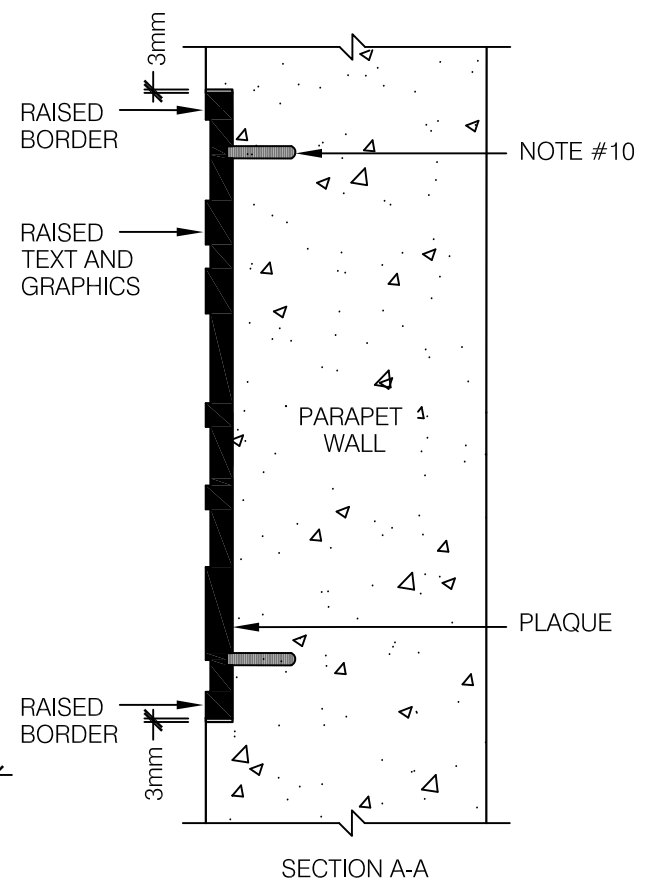 3mm
RAISED
BORDER
NOTE #10
RAISED
TEXT AND
GRAPHICS
PARAPET
WALL
PLAQUE
RAISED
BORDER
3mm
SECTION A-A